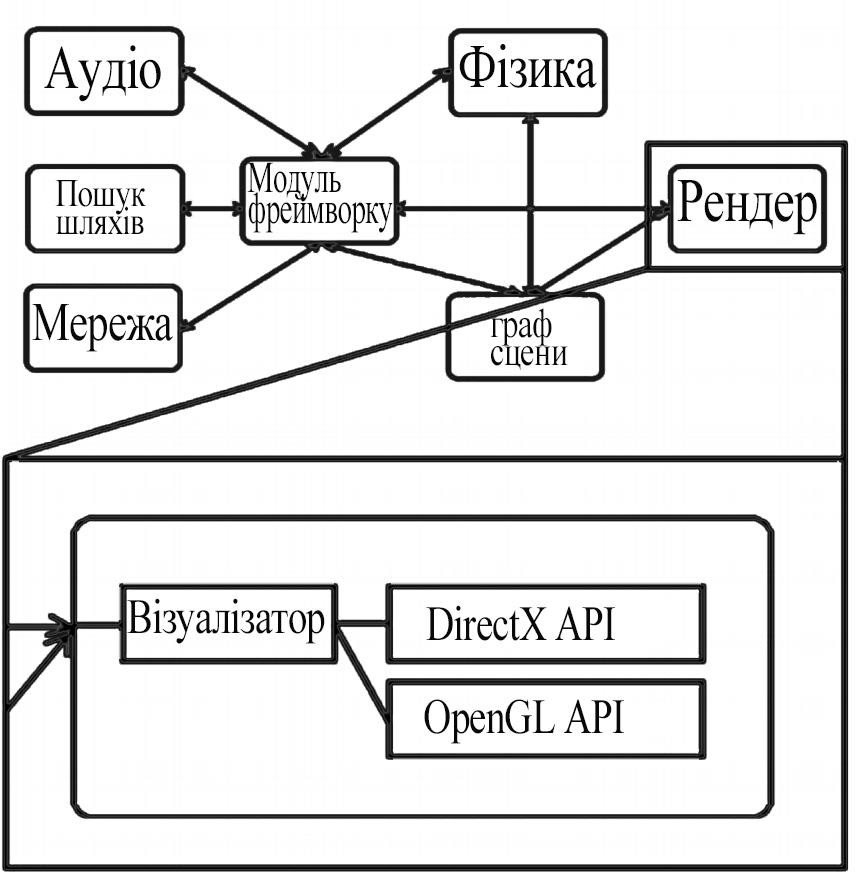 Аудіо
Фізика
Пошук
шляхів
Модуль
фреймворку
Рендер
Мережа
граф
сцени
Візуалізатор
DirectX API
OpenGL API